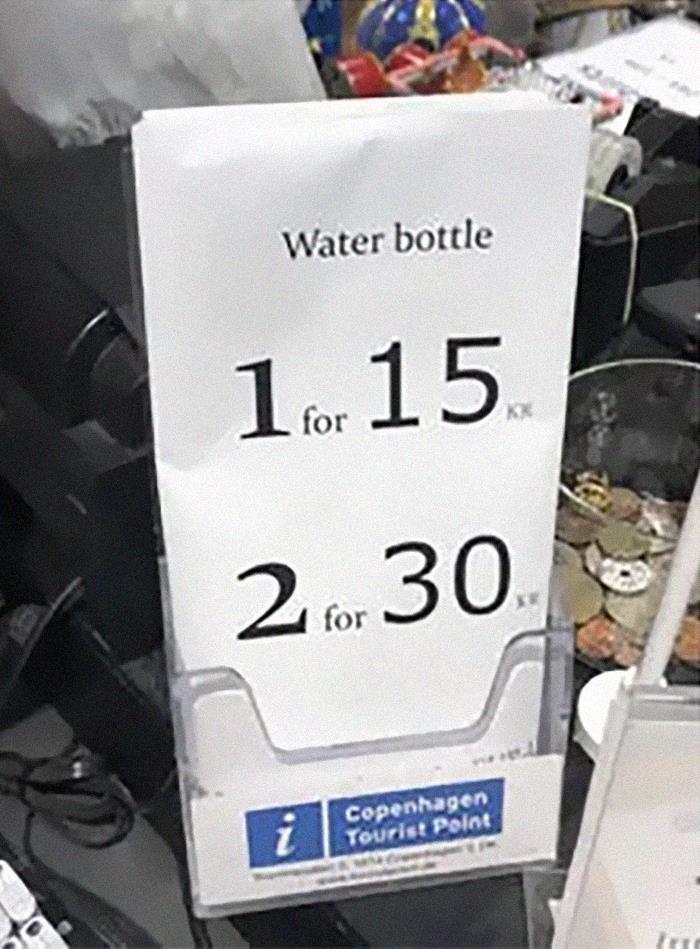 Water bottle
1 for 15 KR
2 for 30 KR
i Copenhagen
Tourist Point